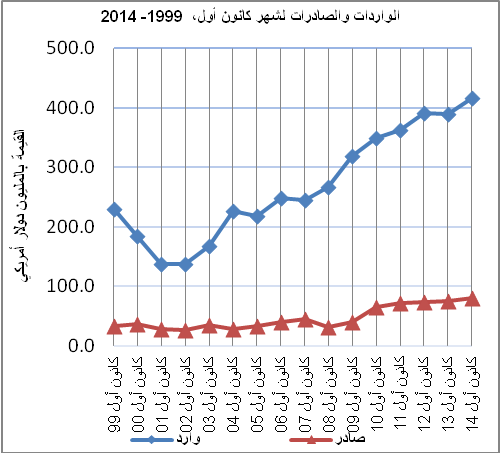 الواردات والصادرات لشهر كانون أول، 1999- 2014
القيمة بالمليون دولار أمريكي
500.0
400.0
300.0
200.0
100.0
0.0
كانون أول 99
كانون أول 00
كانون أول 01
كانون أول 02
كانون أول 03
كانون أول 04
كانون أول 05
كانون أول 06
كانون أول 07
كانون أول 08
كانون أول 09
كانون أول 10
كانون أول 11
كانون أول 12
كانون أول 13
كانون أول 14
وارد
صادر